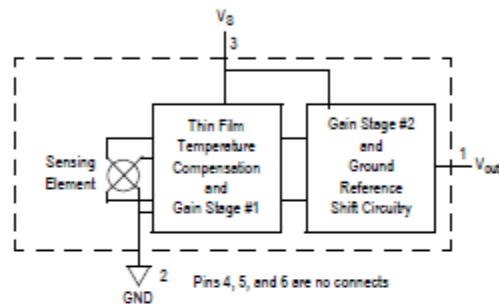 VS
3
Thin Film
Temperature
Compensation
and
Gain Stage #1
Gain Stage #2
and
Ground
Reference
Shift Circuitry
Sensing
Element
1
Vout
2
GND
Pins 4, 5, and 6 are no connects